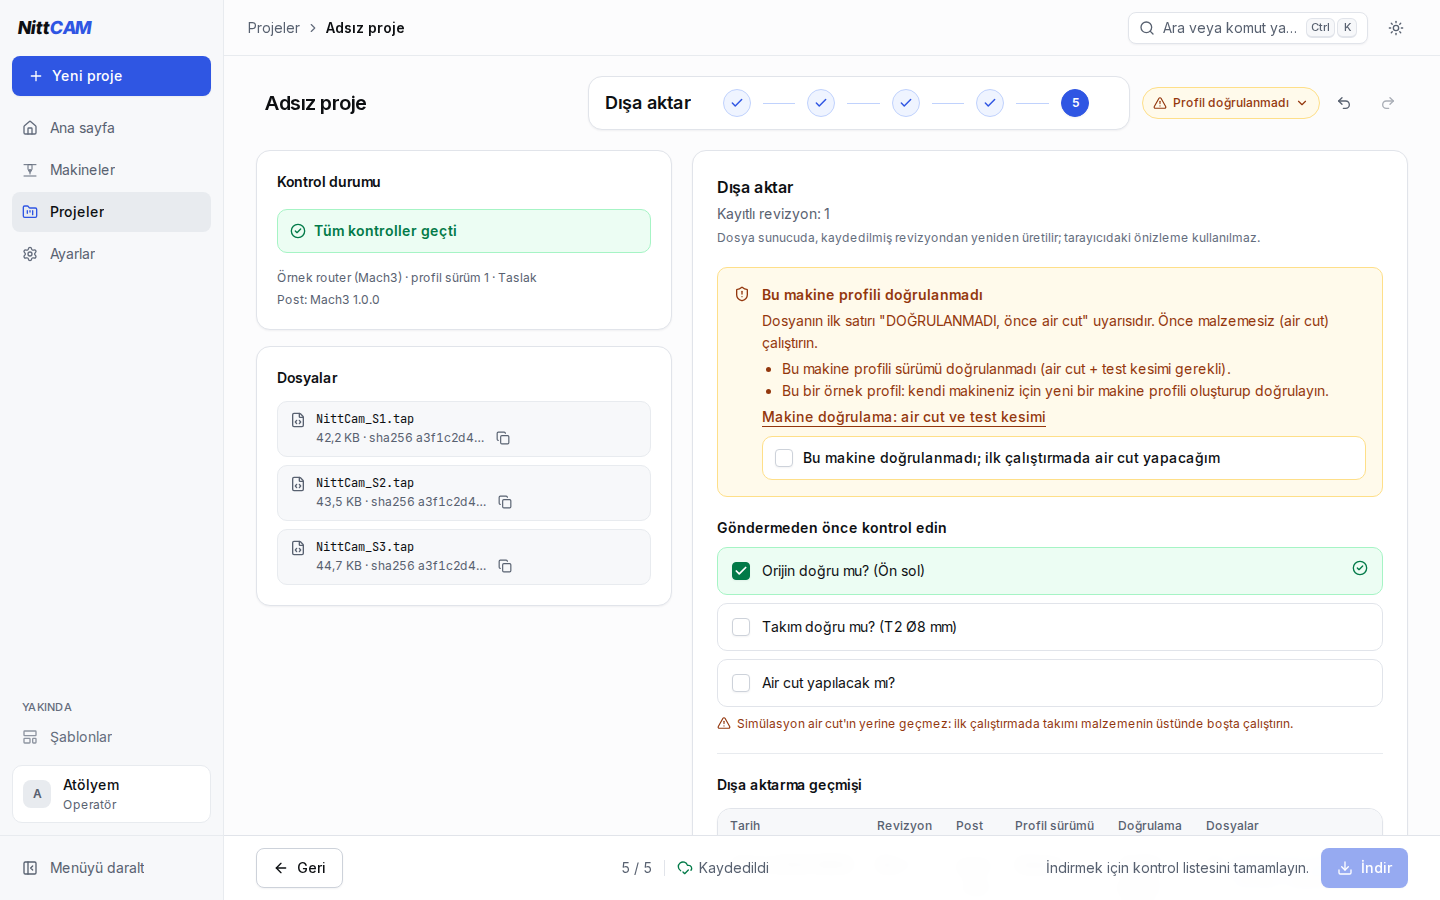 NittCAM
Yeni proje
Ana sayfa
Makineler
Projeler
Ayarlar
YAKINDA
Şablonlar
A
Atölyem
Operatör
Menüyü daralt
Projeler > Adsız proje
Ara veya komut ya...
Ctrl K
Adsız proje
Dışa aktar
5
Profil doğrulanmadı
Kontrol durumu
Tüm kontroller geçti
Örnek router (Mach3) · profil sürüm 1 · Taslak
Post: Mach3 1.0.0
Dosyalar
NittCam_S1.tap
42,2 KB · sha256 a3f1c2d4...
NittCam_S2.tap
43,5 KB · sha256 a3f1c2d4...
NittCam_S3.tap
44,7 KB · sha256 a3f1c2d4...
Dışa aktar
Kayıtlı revizyon: 1
Dosya sunucuda, kaydedilmiş revizyondan yeniden üretilir; tarayıcıdaki önizleme kullanılmaz.
Bu makine profili doğrulanmadı
Dosyanın ilk satırı "DOĞRULANMADI, önce air cut" uyarısıdır. Önce malzemesiz (air cut)
çalıştırın.
• Bu makine profili sürümü doğrulanmadı (air cut + test kesimi gerekli).
• Bu bir örnek profil: kendi makineniz için yeni bir makine profili oluşturup doğrulayın.
Makine doğrulama: air cut ve test kesimi
Bu makine doğrulanmadı; ilk çalıştırmada air cut yapacağım
Göndermeden önce kontrol edin
Orijin doğru mu? (Ön sol)
Takım doğru mu? (T2 Ø8 mm)
Air cut yapılacak mı?
Simülasyon air cut'ın yerine geçmez: ilk çalıştırmada takımı malzemenin üstünde boşta çalıştırın.
Dışa aktarma geçmişi
Tarih Revizyon Post Profil sürümü Doğrulama Dosyalar
Geri
5 / 5
Kaydedildi
İndirmek için kontrol listesini tamamlayın.
İndir